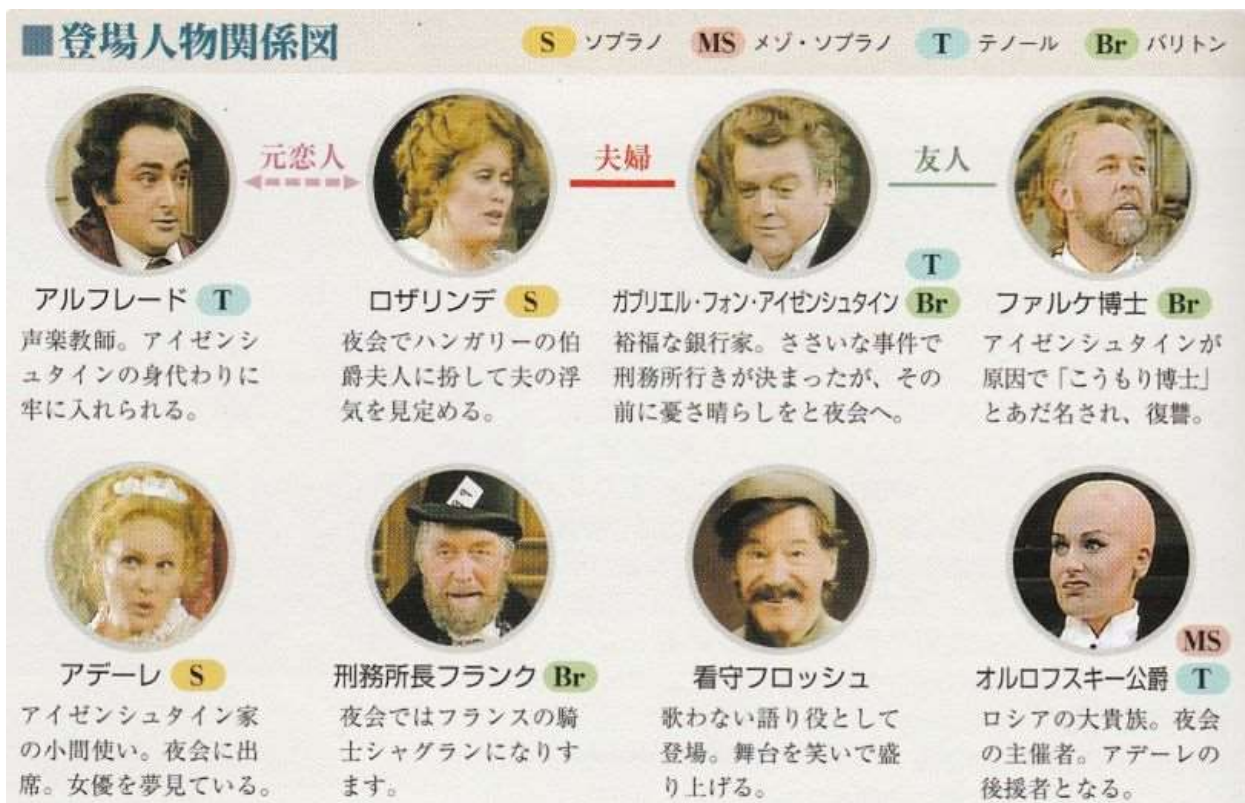 ■登場人物関係図
S ソプラノ MS メゾ・ソプラノ T テノール Br バリトン
元恋人
夫婦
友人
アルフレード T
声楽教師。アイゼンシ
ュタインの身代わりに
牢に入れられる。
ロザリンデ S
夜会でハンガリーの伯
爵夫人に扮して夫の浮
気を見定める。
T
ガブリエル・フォン・アイゼンシュタイン Br
裕福な銀行家。ささいな事件で
刑務所行きが決まったが、その
前に憂さ晴らしをと夜会へ。
ファルケ博士 Br
アイゼンシュタインが
原因で「こうもり博士」
とあだ名され、復讐。
アデーレ S
アイゼンシュタイン家
の小間使い。夜会に出
席。女優を夢見ている。
刑務所長フランク Br
夜会ではフランスの騎
士シャグランになりす
ます。
看守フロッシュ
歌わない語り役として
登場。舞台を笑いで盛
り上げる。
MS
オルロフスキー公爵 T
ロシアの大貴族。夜会
の主催者。アデーレの
後援者となる。